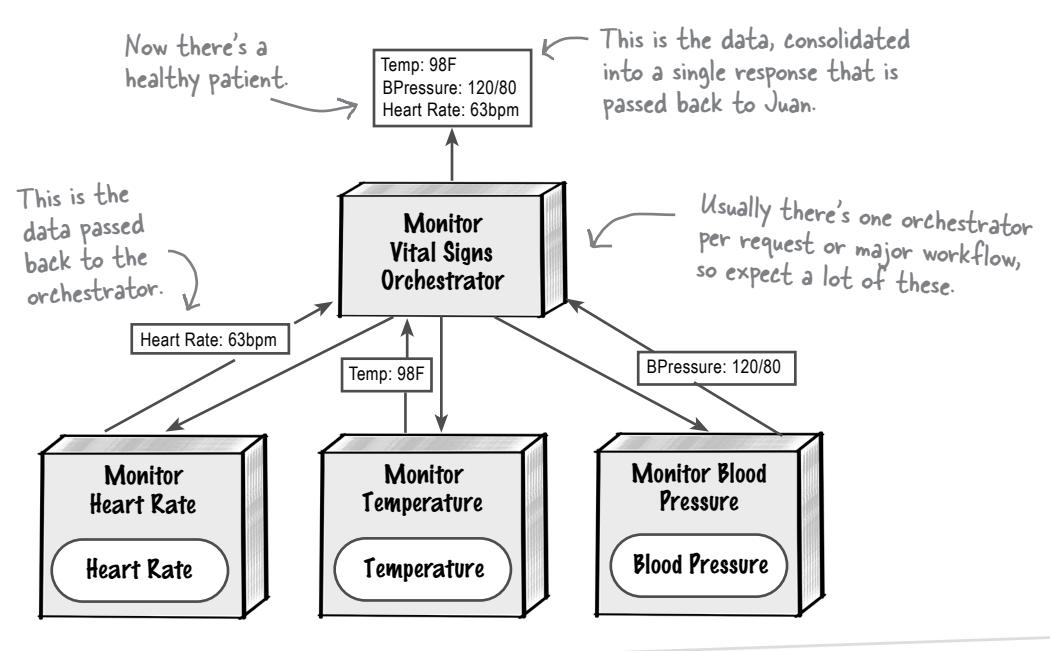 Now there's a
healthy patient.
Temp: 98F
BPressure: 120/80
Heart Rate: 63bpm
This is the data, consolidated
into a single response that is
passed back to Juan.
This is the
data passed
back to the
orchestrator.
Monitor
Vital Signs
Orchestrator
Usually there's one orchestrator
per request or major workflow,
so expect a lot of these.
Heart Rate: 63bpm
Temp: 98F
BPressure: 120/80
Monitor
Heart Rate
Heart Rate
Monitor
Temperature
Temperature
Monitor Blood
Pressure
Blood Pressure